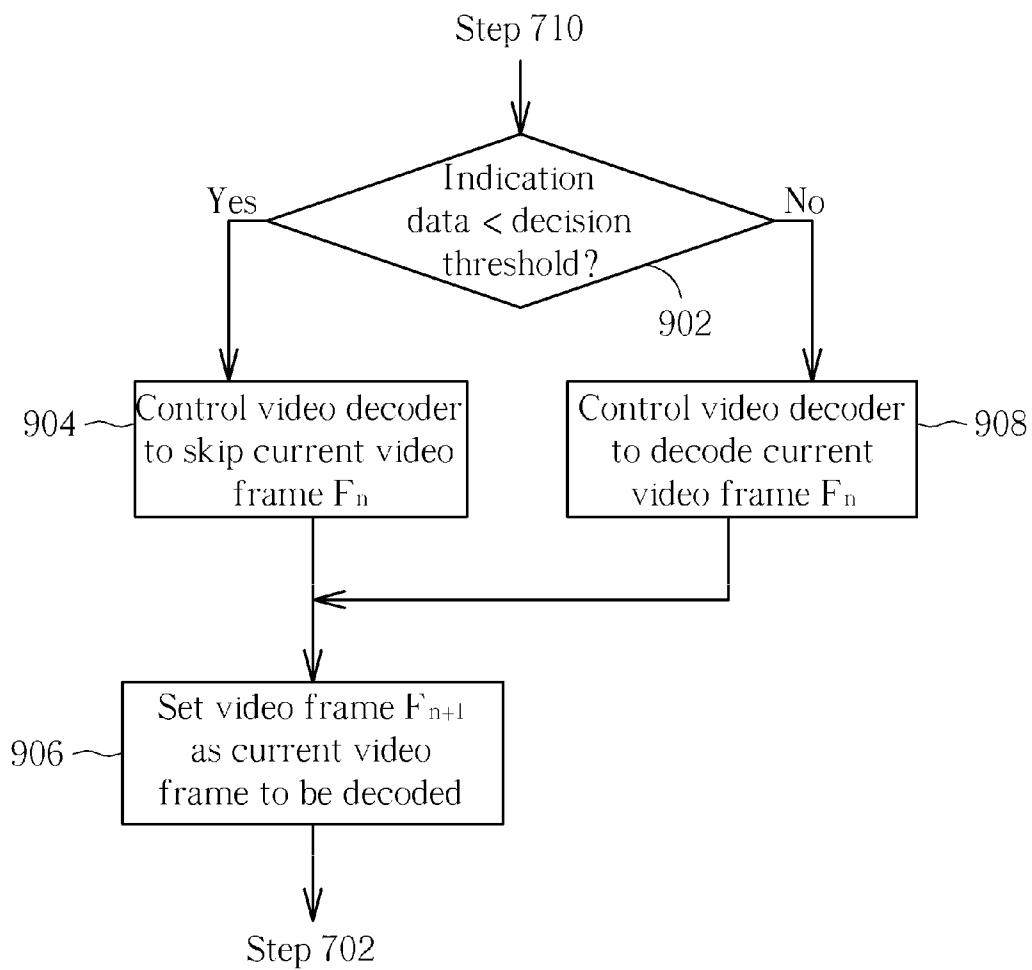 Step 710
Yes
Indication
data < decision
threshold?
No
902
904
Control video decoder
to skip current video
frame Fn
Control video decoder
to decode current
video frame Fn
908
906
Set video frame Fn+1
as current video
frame to be decoded
Step 702